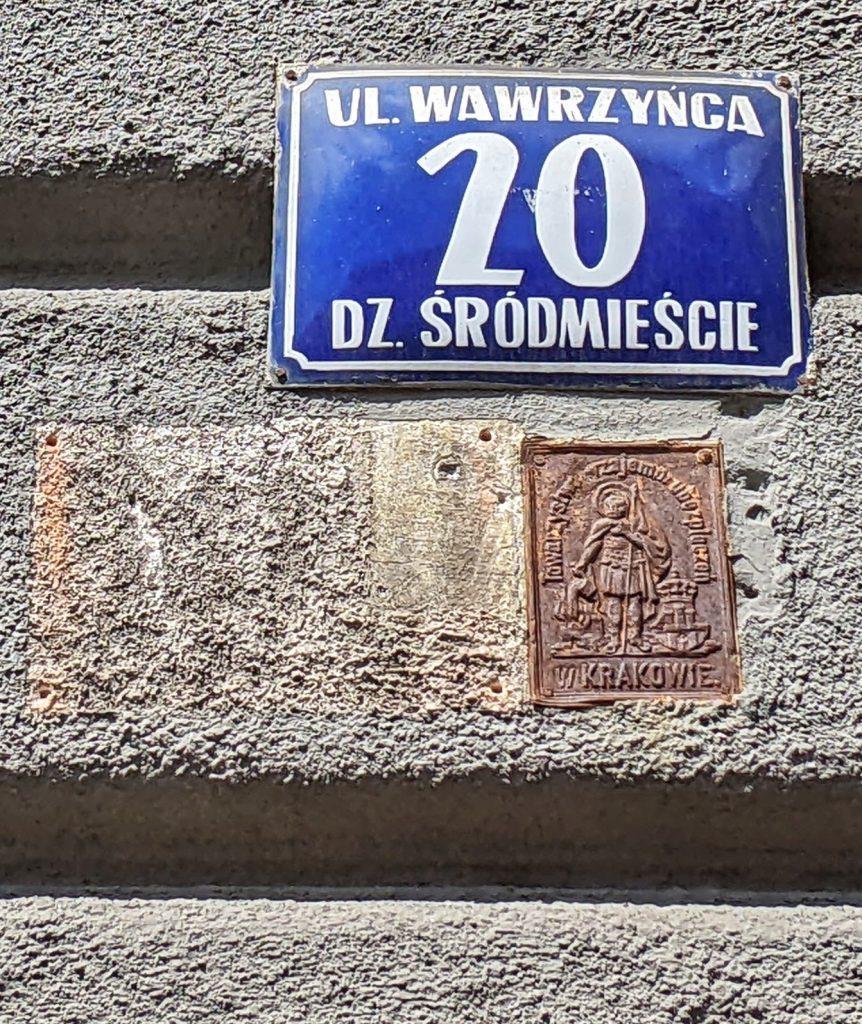 UL. WAWRZYŃCA
20
DZ. ŚRÓDMIEŚCIE
W KRAKOWIE